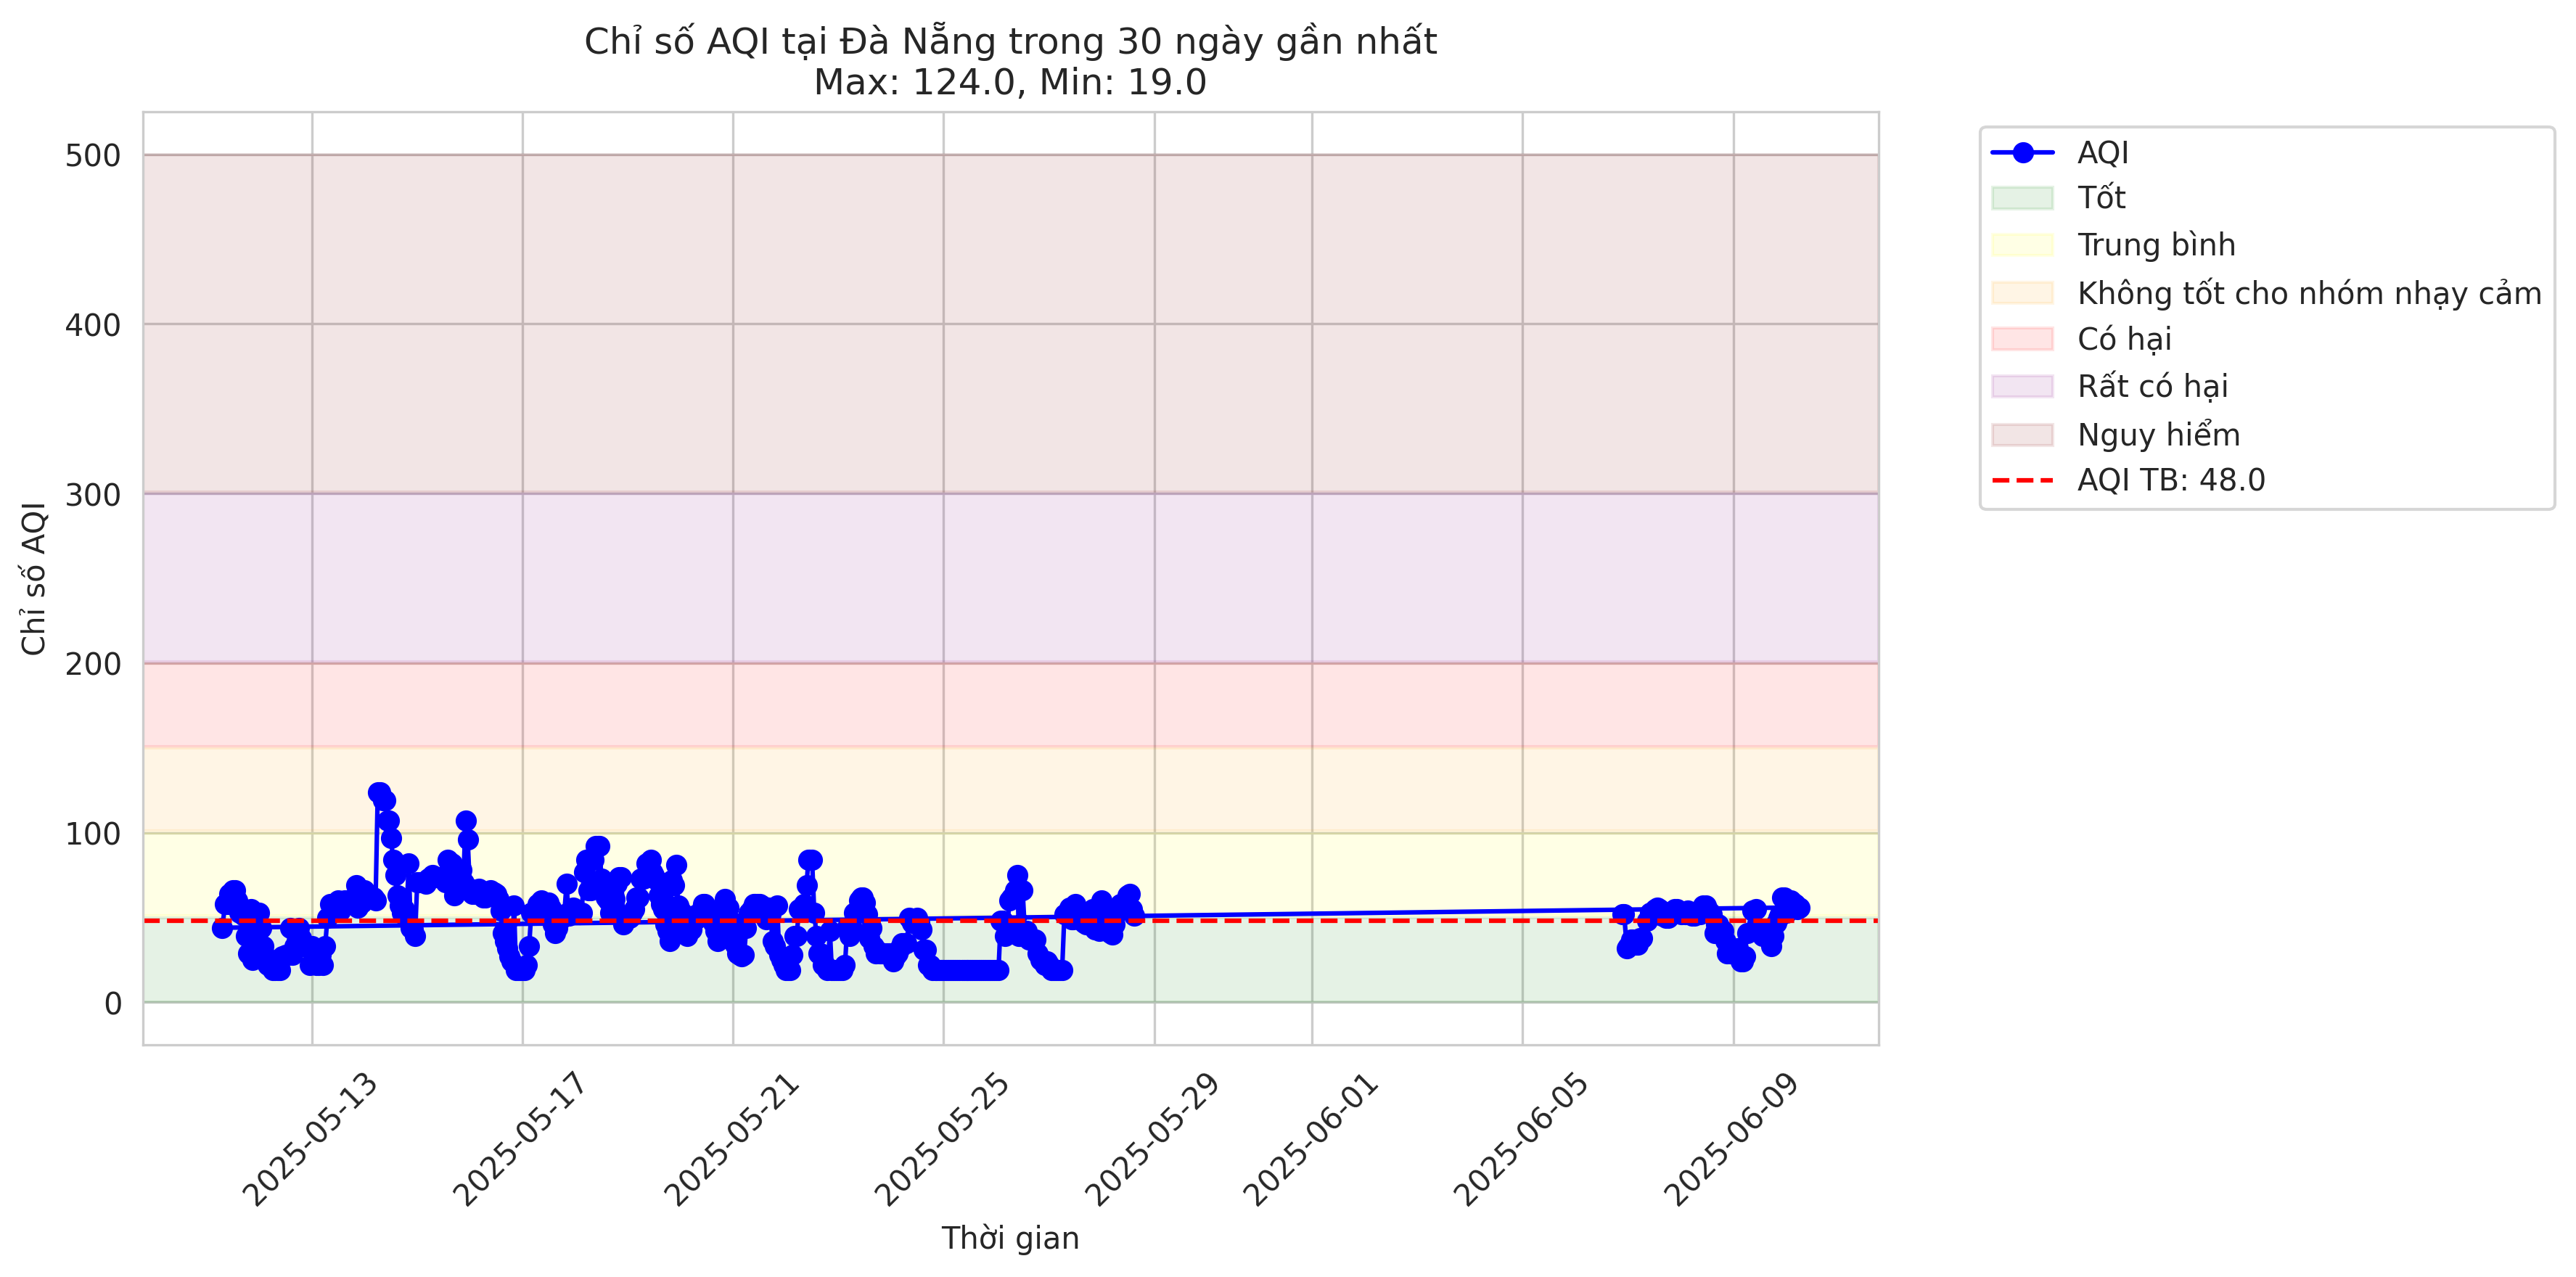 Chỉ số AQI tại Đà Nẵng trong 30 ngày gần nhất
Max: 124.0, Min: 19.0
Chỉ số AQI
500
400
300
200
100
0
2025-05-13
2025-05-17
2025-05-21
2025-05-25
2025-05-29
2025-06-01
2025-06-05
2025-06-09
Thời gian
AQI
Tốt
Trung bình
Không tốt cho nhóm nhạy cảm
Có hại
Rất có hại
Nguy hiểm
AQI TB: 48.0